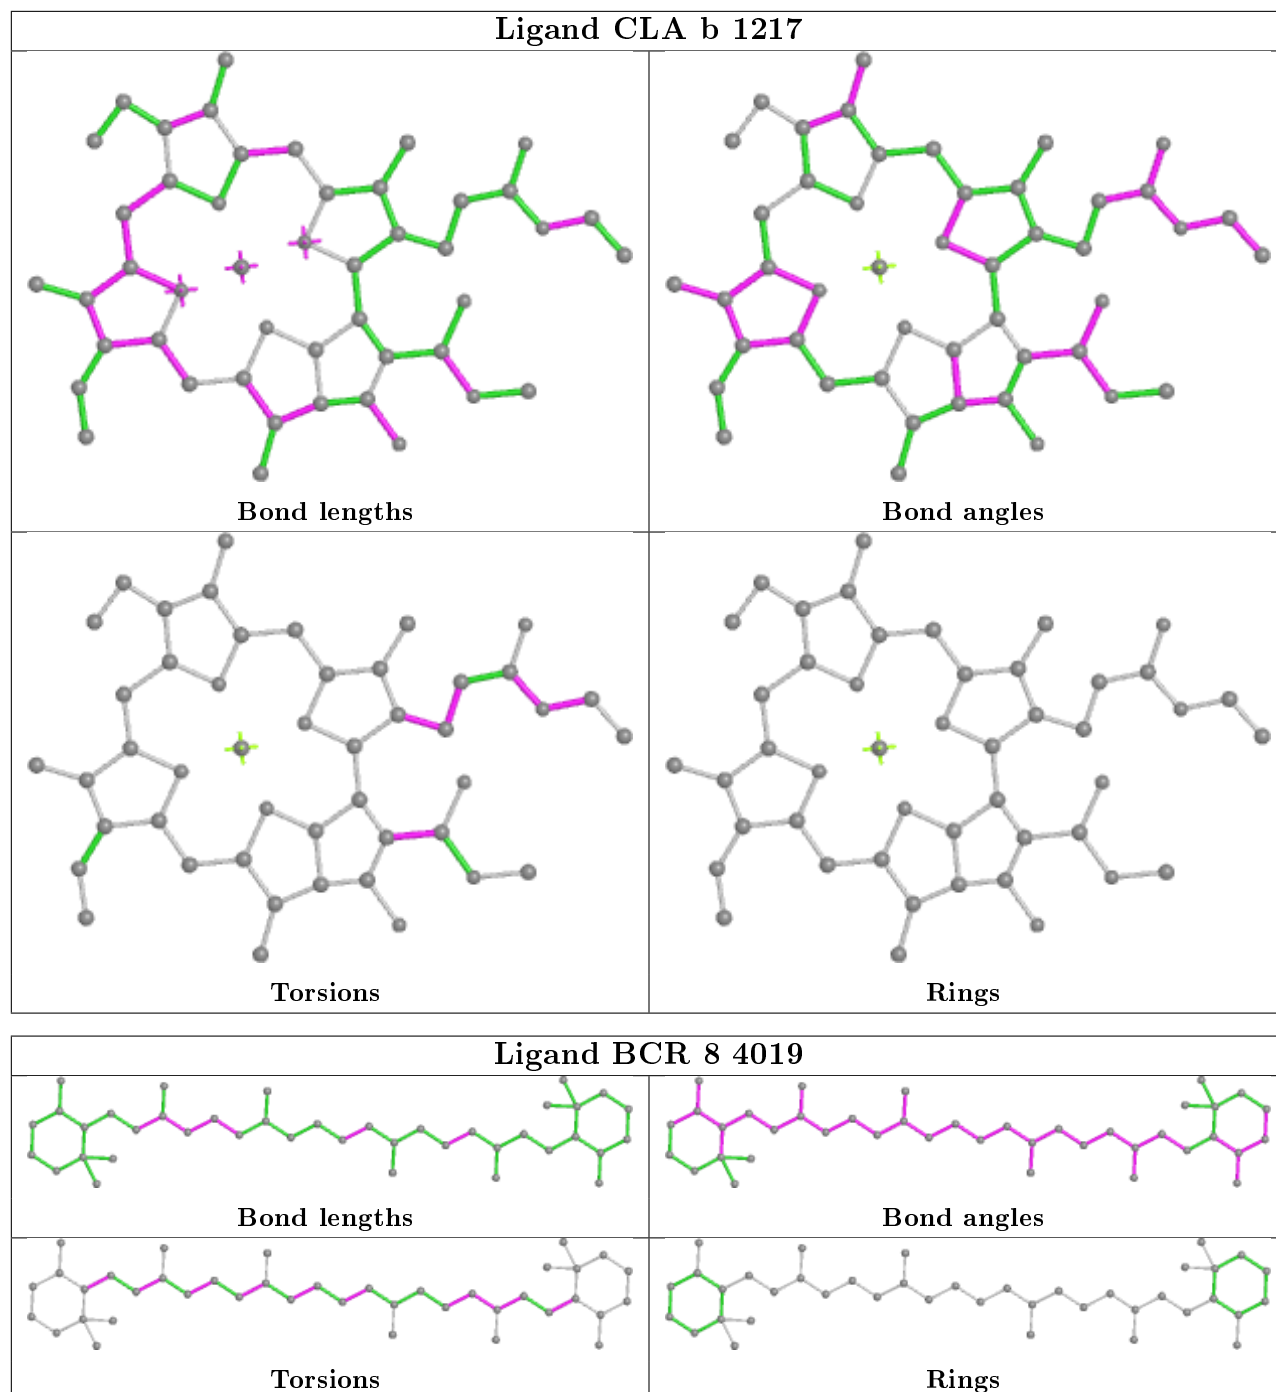 Ligand CLA b 1217
Bond lengths
Bond angles
Torsions
Rings
Ligand BCR 8 4019
Bond lengths
Bond angles
Torsions
Rings